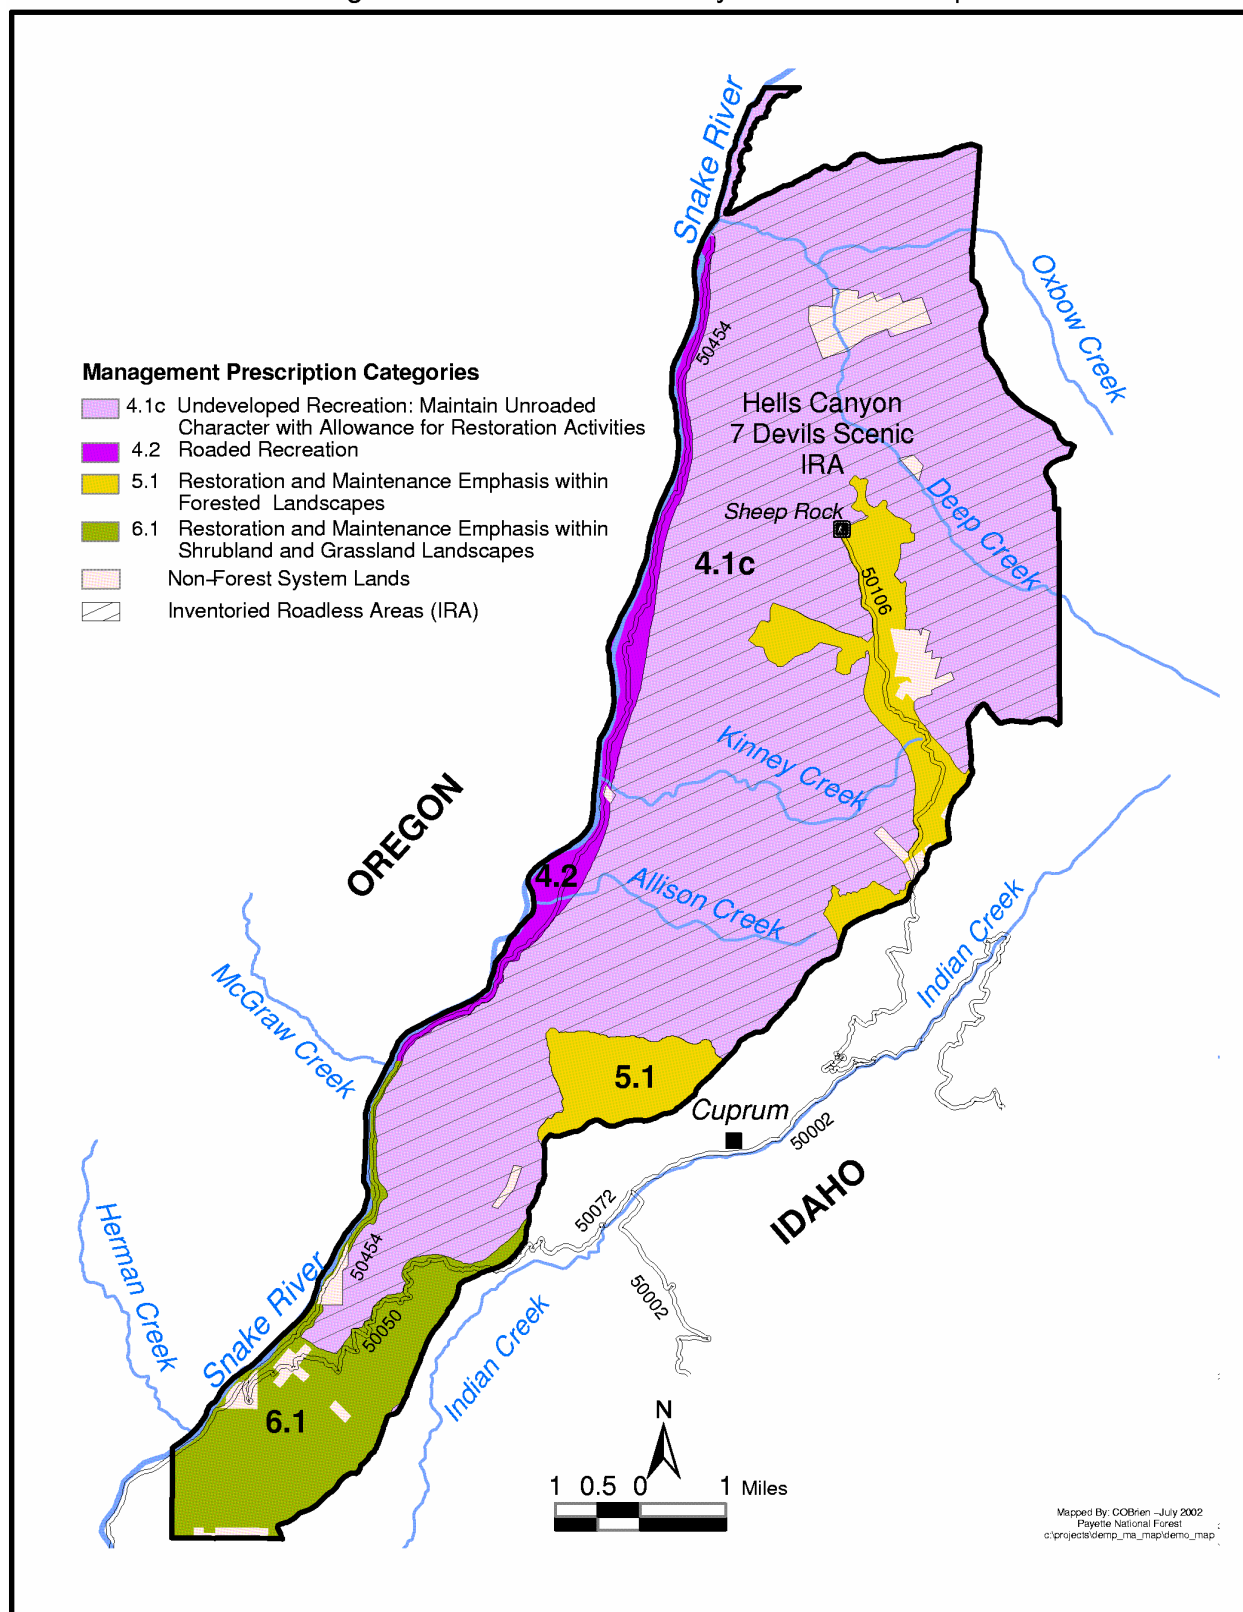 Snake River
Oxbow Creek
50454
Management Prescription Categories
4.1c Undeveloped Recreation: Maintain Unroaded
Character with Allowance for Restoration Activities
4.2 Roaded Recreation
5.1 Restoration and Maintenance Emphasis within
Forested Landscapes
6.1 Restoration and Maintenance Emphasis within
Shrubland and Grassland Landscapes
Non-Forest System Lands
Inventoried Roadless Areas (IRA)
Hells Canyon
7 Devils Scenic
IRA
Sheep Rock
Deep Creek
4.1c
50106
Kinney Creek
OREGON
4.2
Allison Creek
Indian Creek
McGraw Creek
5.1
Cuprum
50002
IDAHO
50072
Herman Creek
50454
Snake River
50002
50050
Indian Creek
6.1
N
1 0.5 0 1 Miles
Mapped By: COBrien -July 2002
Payette National Forest
c:\projects\demp_ma_map\demo_map